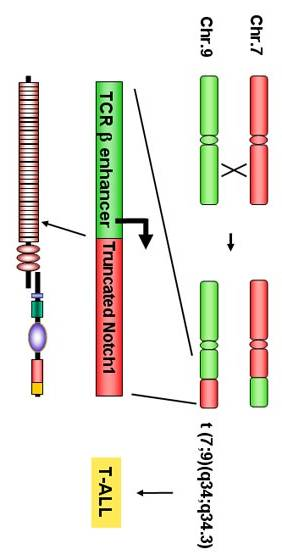 Chr.7
Chr.9
t (7;9)(q34;q34.3)
TCR β enhancer
Truncated Notch1
T-ALL